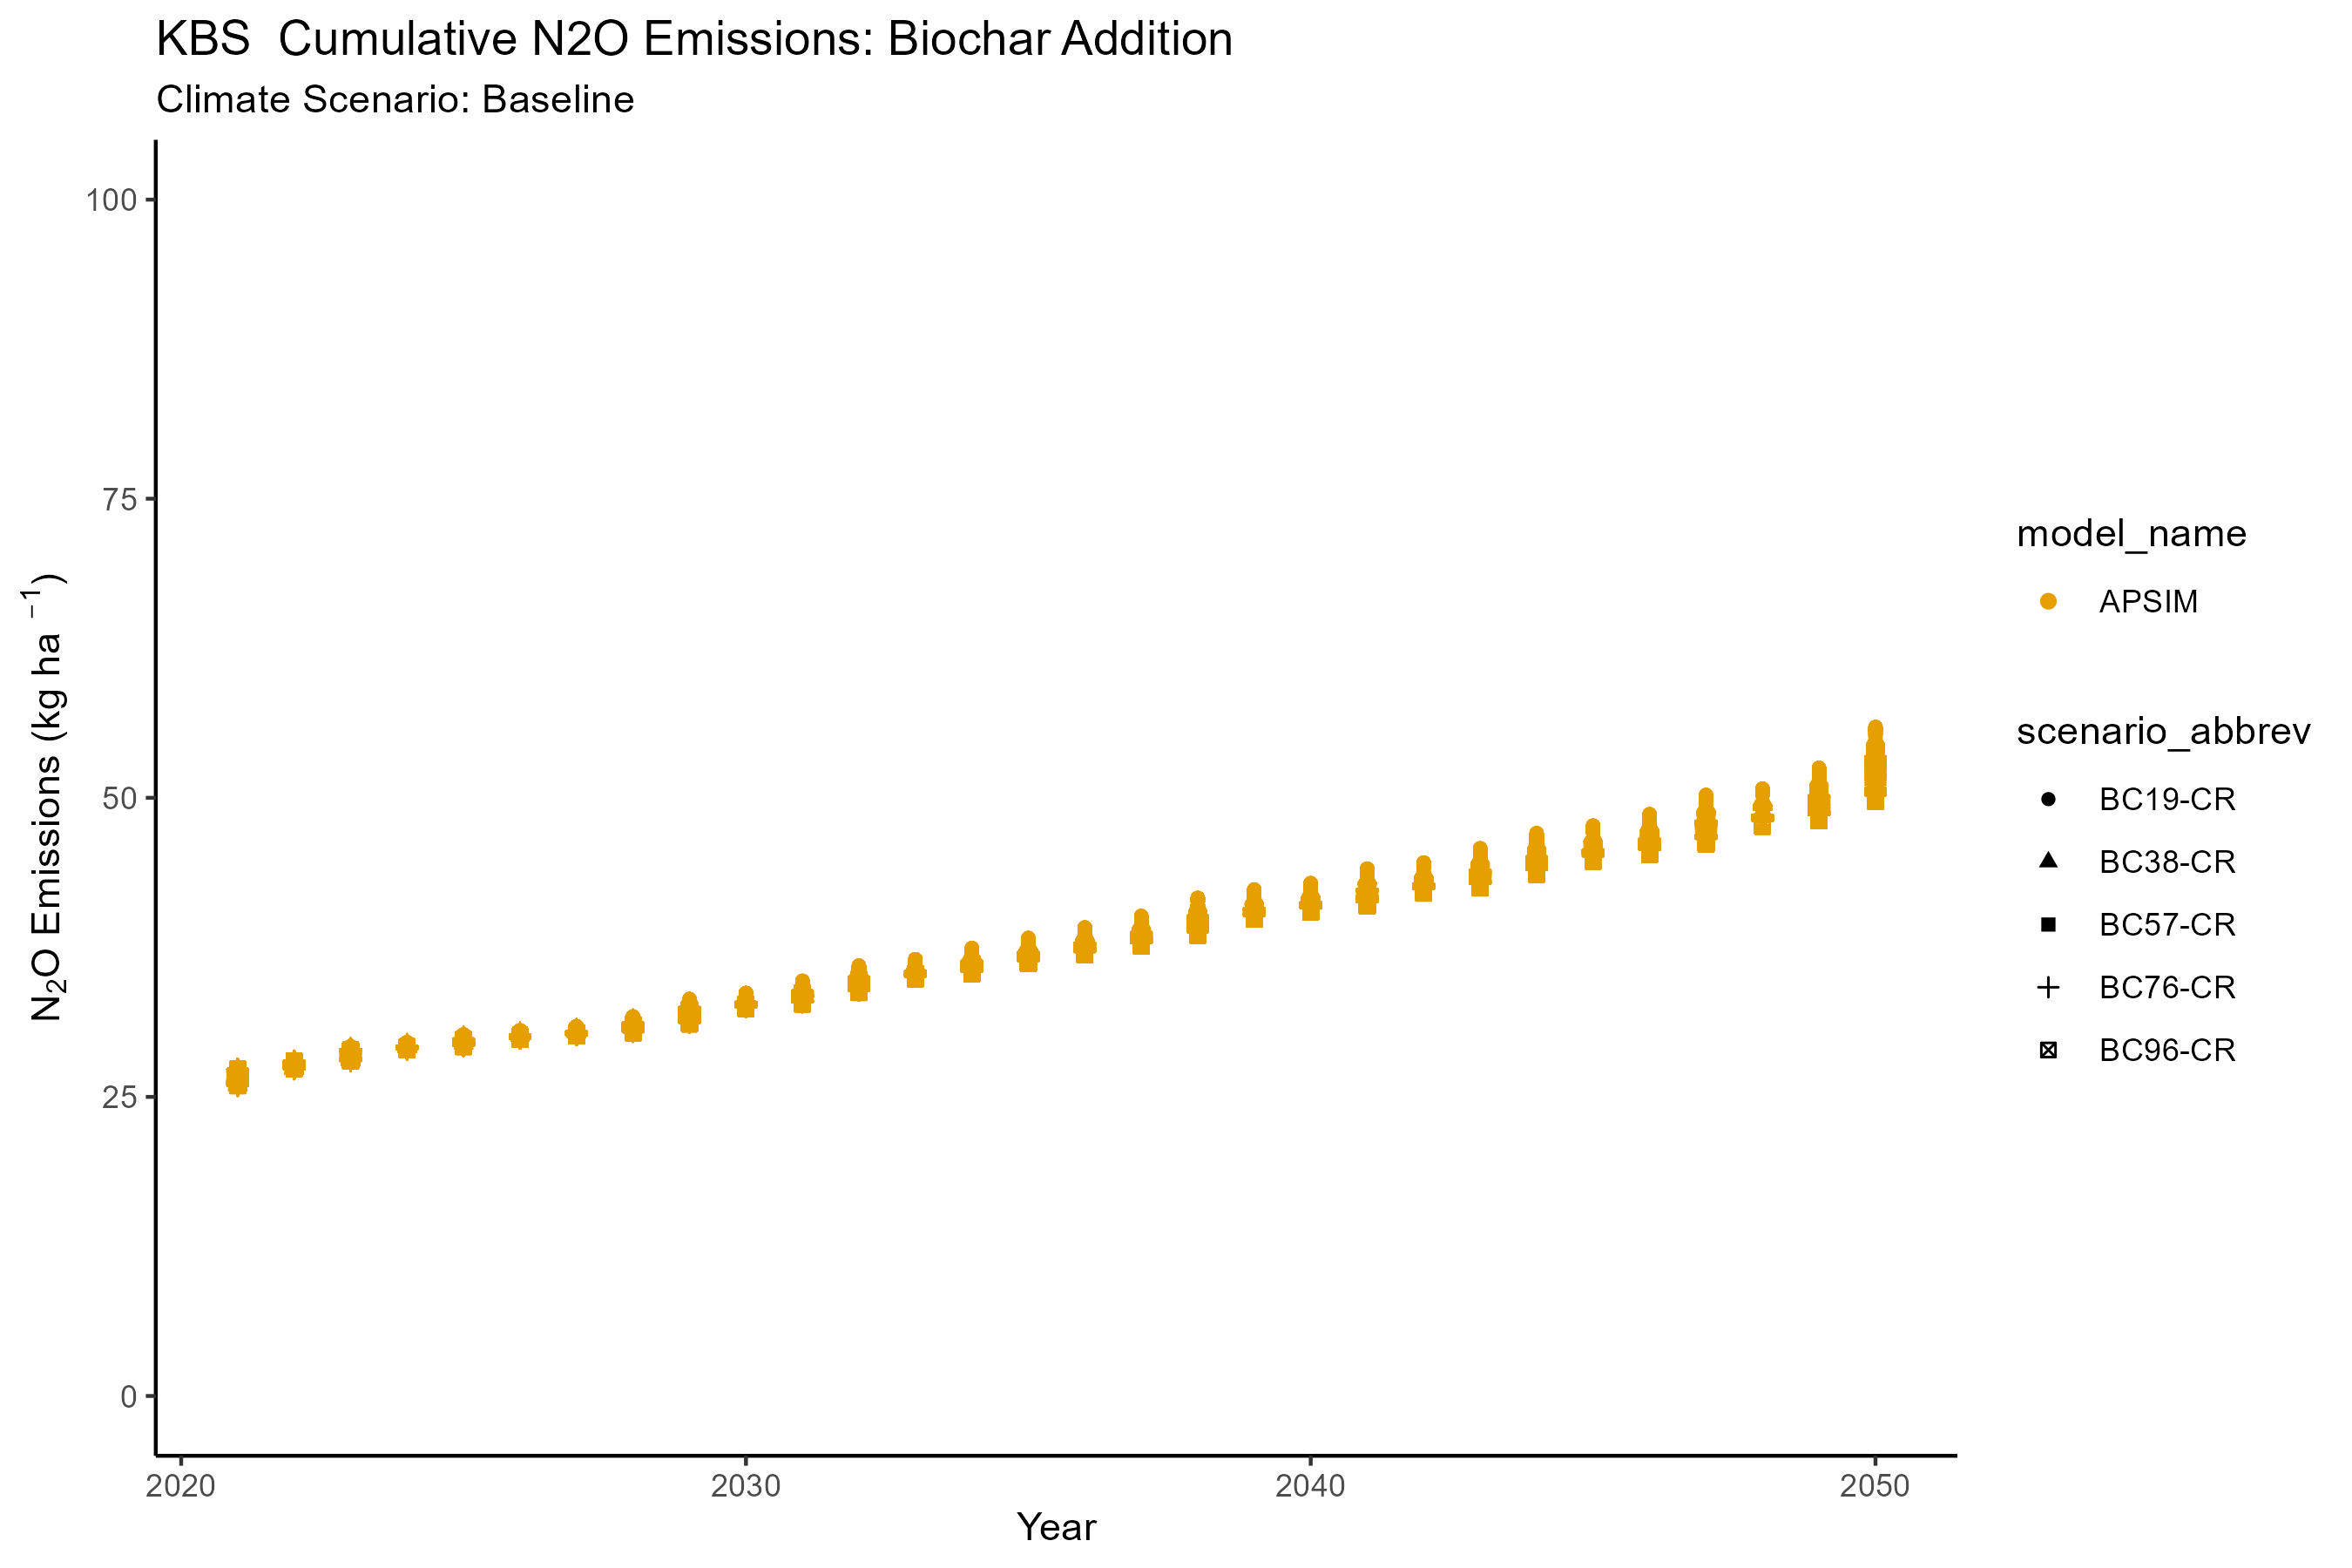 KBS  Cumulative N2O Emissions: Biochar Addition
Climate Scenario: Baseline
N₂O Emissions (kg ha ⁻¹)
100
75
50
25
0
2020 2030 2040 2050
Year
model_name
APSIM
scenario_abbrev
BC19-CR
BC38-CR
BC57-CR
BC76-CR
BC96-CR